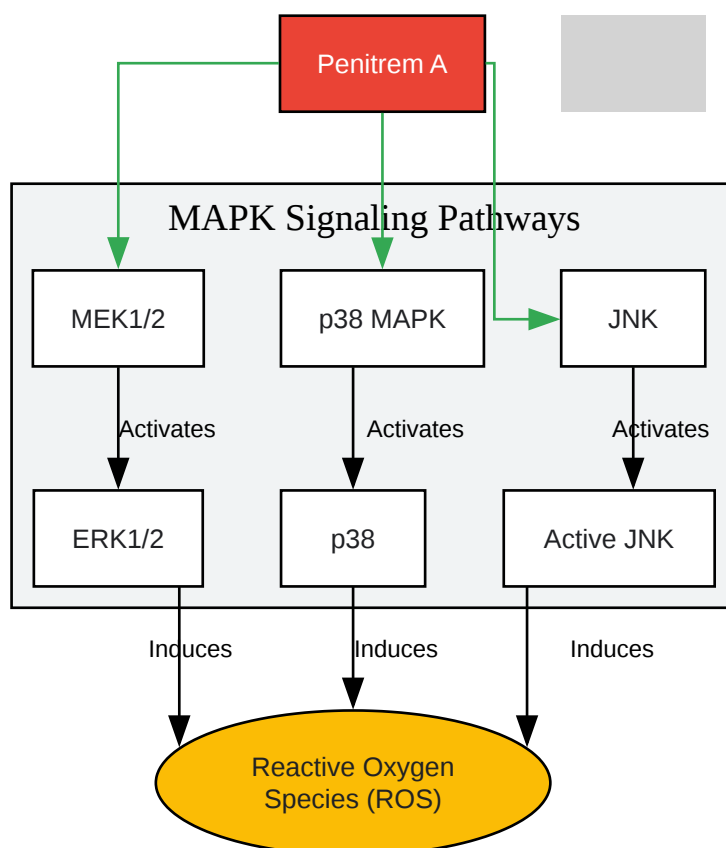 Penitrem A
MAPK Signaling Pathways
MEK1/2
p38 MAPK
JNK
Activates
Activates
Activates
ERK1/2
p38
Active JNK
Induces
Induces
Induces
Reactive Oxygen
Species (ROS)